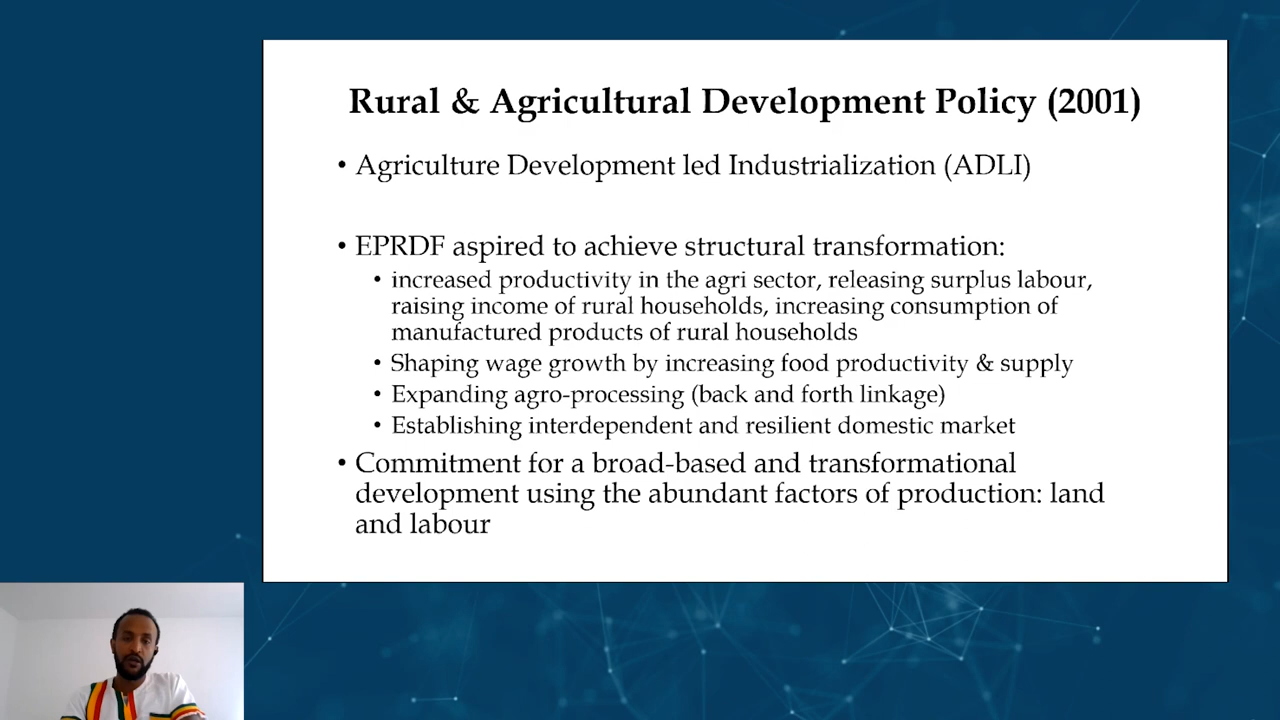 Rural & Agricultural Development Policy (2001)
• Agriculture Development led Industrialization (ADLI)
• EPRDF aspired to achieve structural transformation:
• increased productivity in the agri sector, releasing surplus labour,
raising income of rural households, increasing consumption of
manufactured products of rural households
• Shaping wage growth by increasing food productivity & supply
• Expanding agro-processing (back and forth linkage)
• Establishing interdependent and resilient domestic market
• Commitment for a broad-based and transformational
development using the abundant factors of production: land
and labour